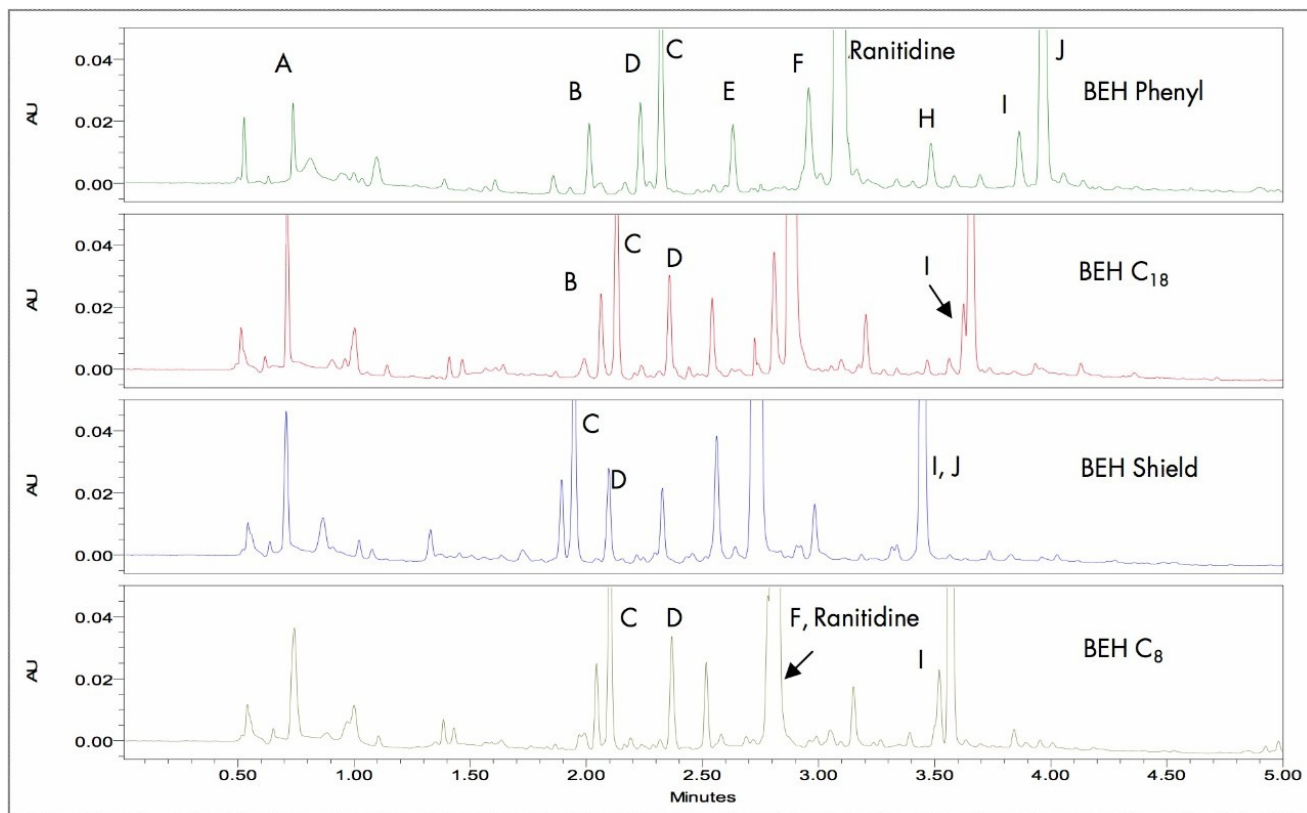 AU
0.04
0.02
0.00
A
B
D
C
E
F
Ranitidine
H
I
J
BEH Phenyl
AU
0.04
0.02
0.00
B
C
D
I
BEH C18
AU
0.04
0.02
0.00
C
D
I, J
BEH Shield
AU
0.04
0.02
0.00
C
D
F, Ranitidine
I
BEH C8
0.50 1.00 1.50 2.00 2.50 3.00 3.50 4.00 4.50 5.00
Minutes